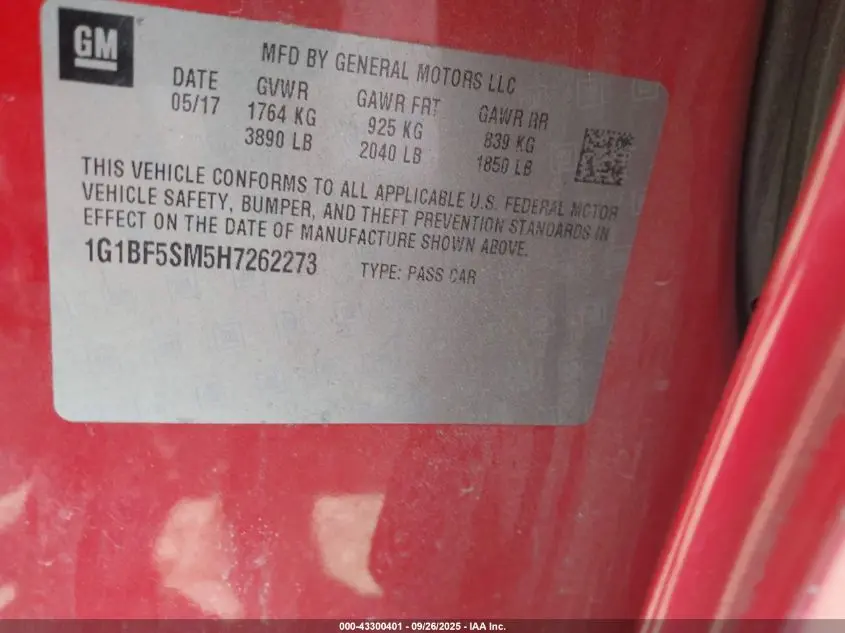 GM
MFD BY GENERAL MOTORS LLC
DATE GVWR GAWR FRT GAWR RR
05/17 1764 KG 925 KG 839 KG
3890 LB 2040 LB 1850 LB
THIS VEHICLE CONFORMS TO ALL APPLICABLE U.S. FEDERAL MOTOR
VEHICLE SAFETY, BUMPER, AND THEFT PREVENTION STANDARDS IN
EFFECT ON THE DATE OF MANUFACTURE SHOWN ABOVE.
1G1BF5SM5H7262273 TYPE: PASS CAR
000-43300401 - 09/26/2025 - IAA Inc.